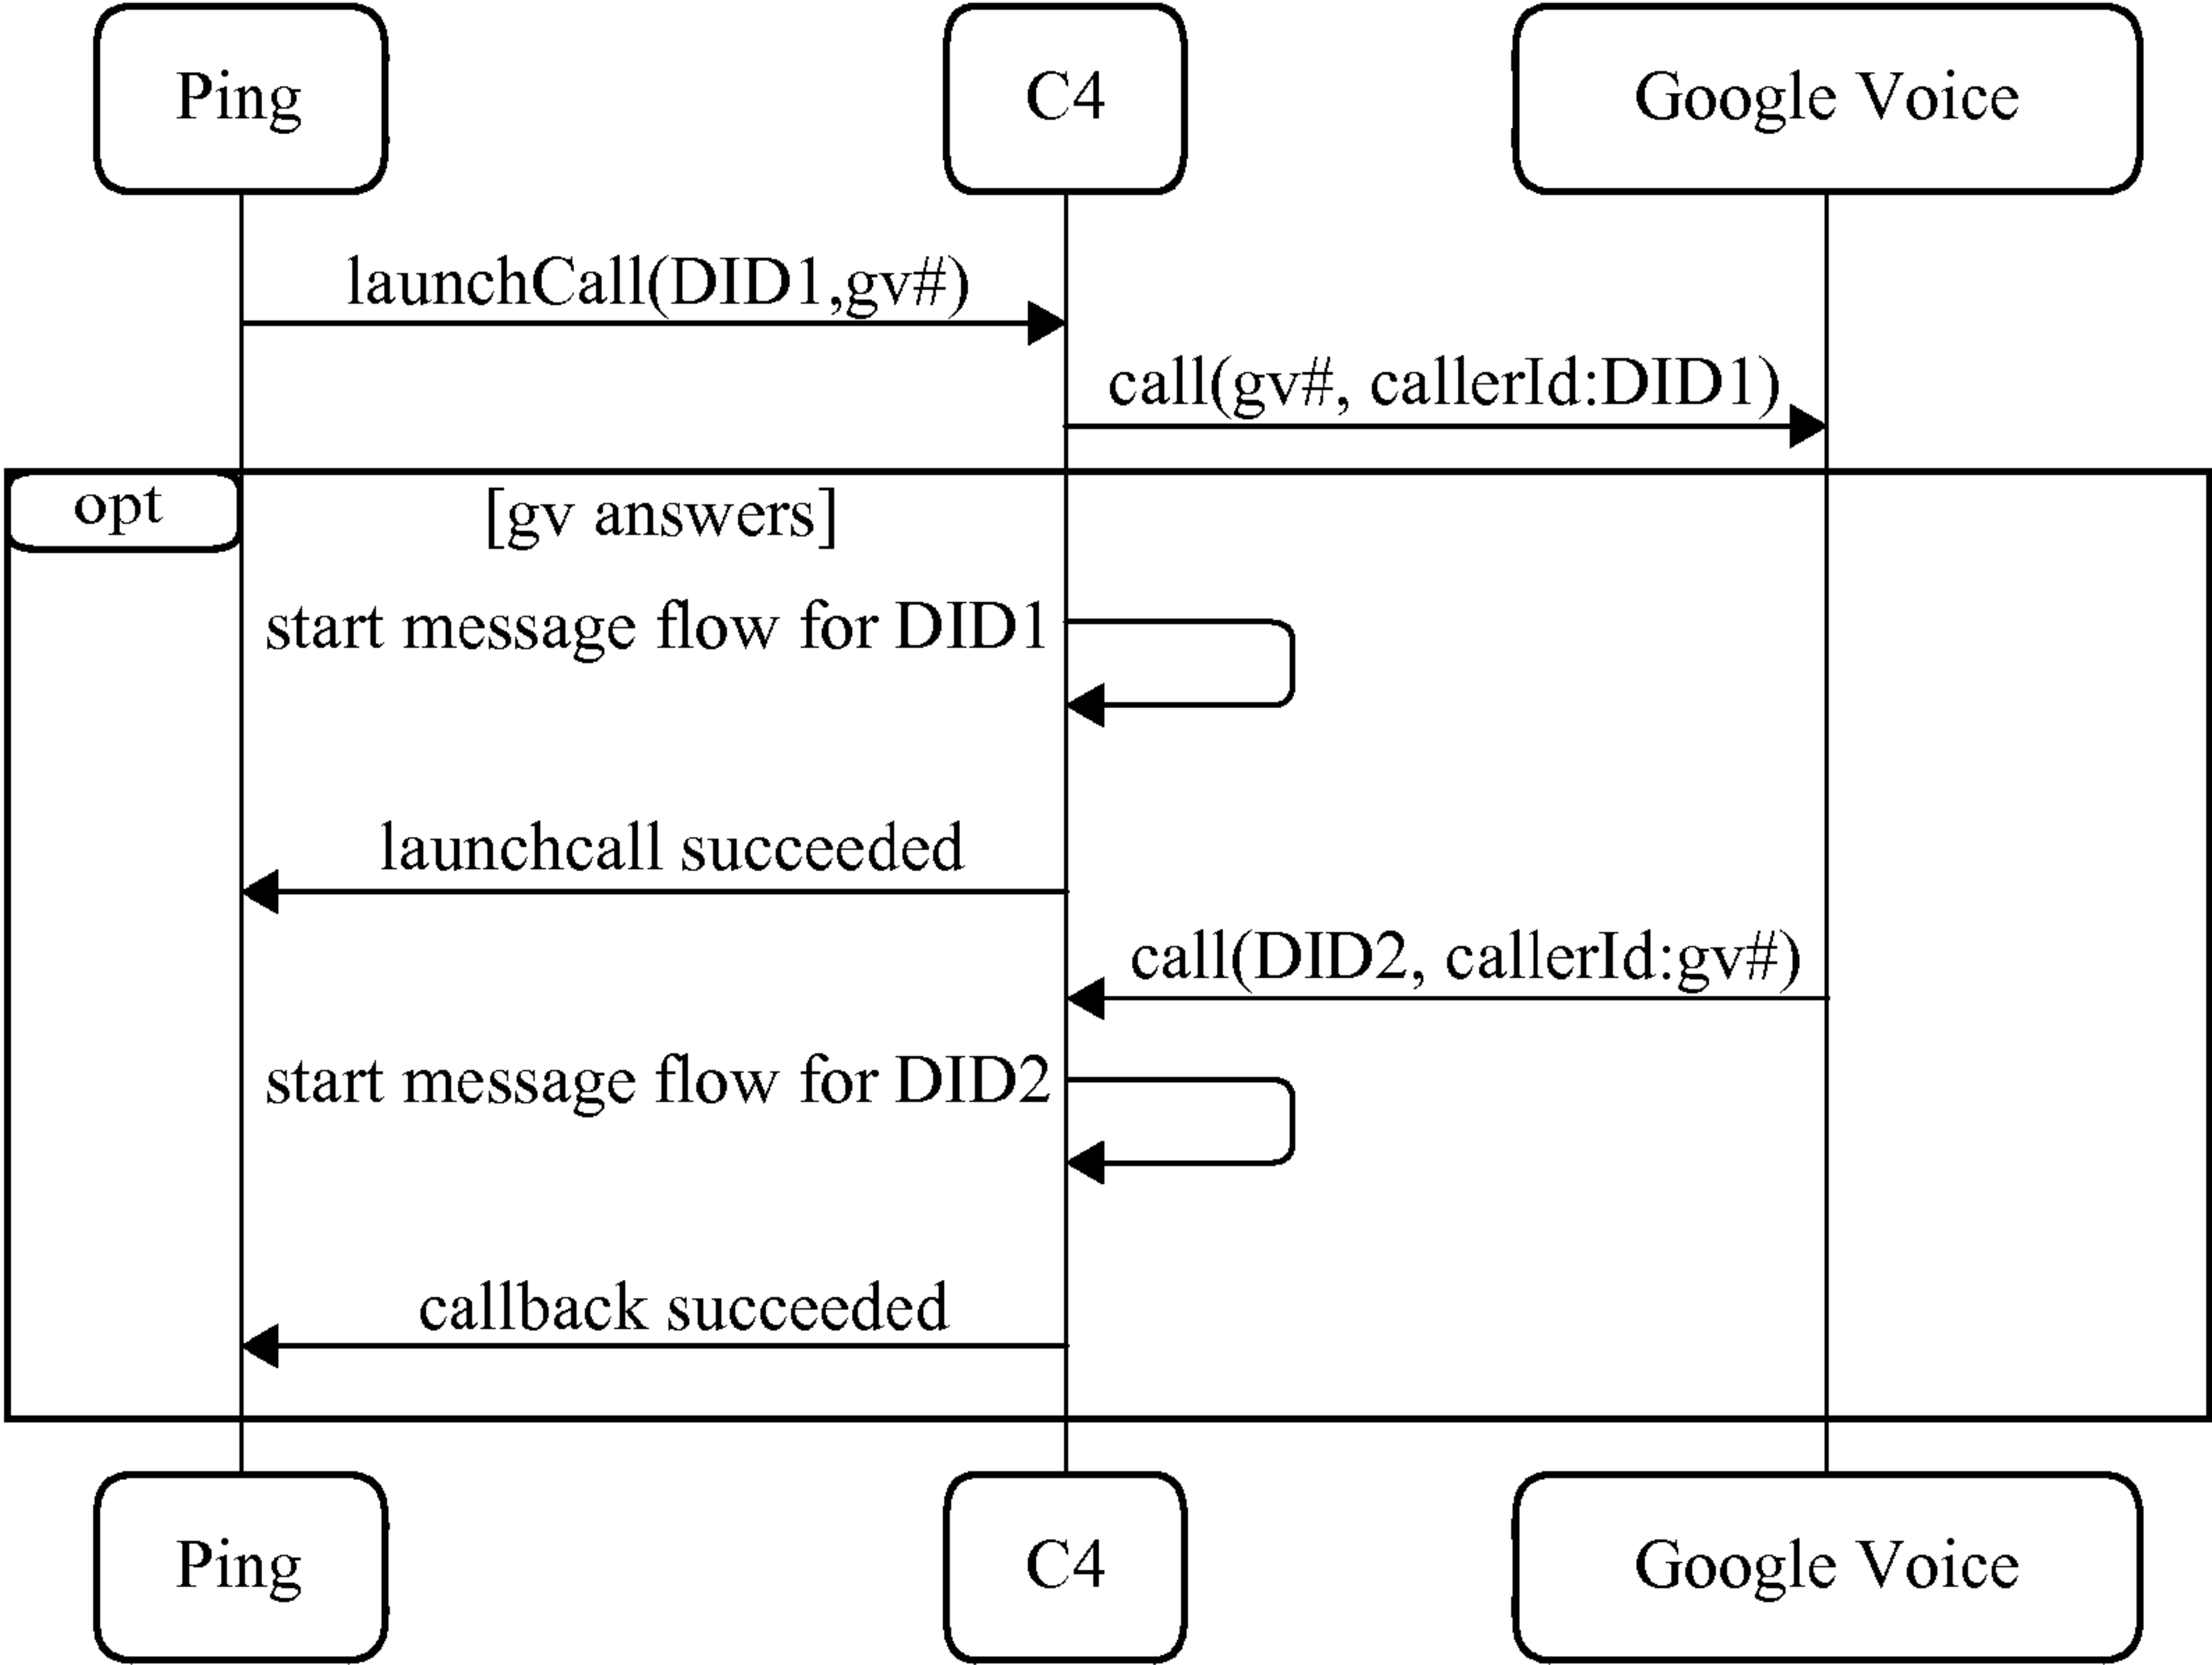 Ping
C4
Google Voice
launchCall(DID1,gv#)
call(gv#, callerId:DID1)
opt
[gv answers]
start message flow for DID1
launchcall succeeded
call(DID2, callerId:gv#)
start message flow for DID2
callback succeeded
Ping
C4
Google Voice